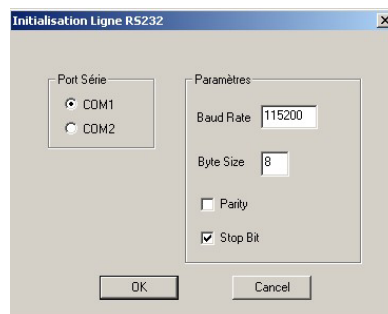 Initialisation Ligne RS232
Port Série
COM1
COM2
Paramètres
Baud Rate 115200
Byte Size 8
Parity
Stop Bit
OK Cancel